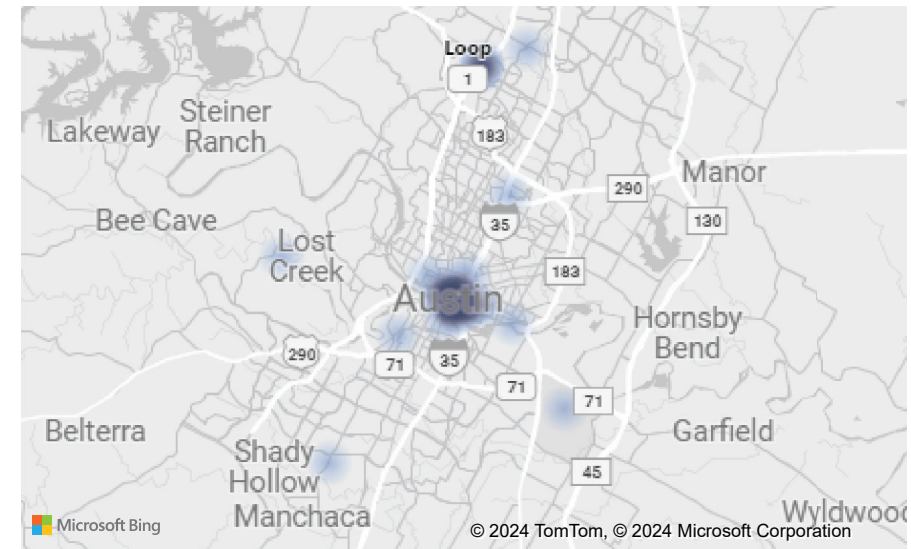 Loop
1
Steiner
Ranch
Lakeway
183
Manor
290
130
Bee Cave
35
Lost
Creek
183
Austin
Hornsby
Bend
290
71
35
71
71
Belterra
Garfield
Shady
Hollow
45
Manchaca
Wyldwood
Microsoft Bing
© 2024 TomTom, © 2024 Microsoft Corporation